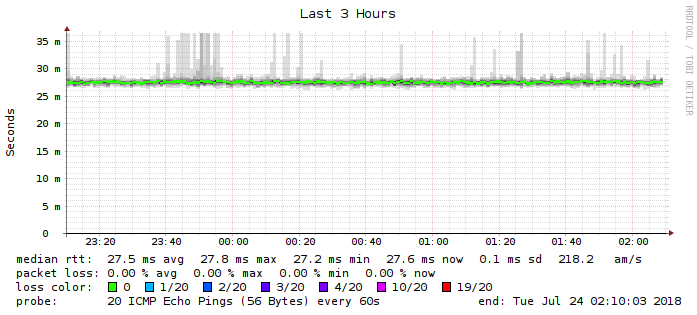 Last 3 Hours
RRDTOOL / TOBI OETIKER
Seconds
35 m
30 m
25 m
20 m
15 m
10 m
5 m
0
23:20 23:40 00:00 00:20 00:40 01:00 01:20 01:40 02:00
median rtt: 27.5 ms avg 27.8 ms max 27.2 ms min 27.6 ms now 0.1 ms sd 218.2 am/s
packet loss: 0.00 % avg 0.00 % max 0.00 % min 0.00 % now
loss color: 0 1/20 2/20 3/20 4/20 10/20 19/20
probe: 20 ICMP Echo Pings (56 Bytes) every 60s end: Tue Jul 24 02:10:03 2018